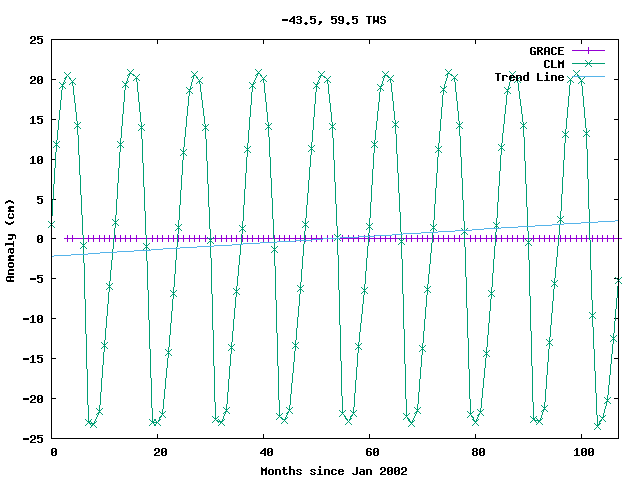 -43.5, 59.5 TWS
GRACE
CLM
Trend Line
25
20
15
10
5
0
-5
-10
-15
-20
-25
Anomaly (cm)
0 20 40 60 80 100
Months since Jan 2002